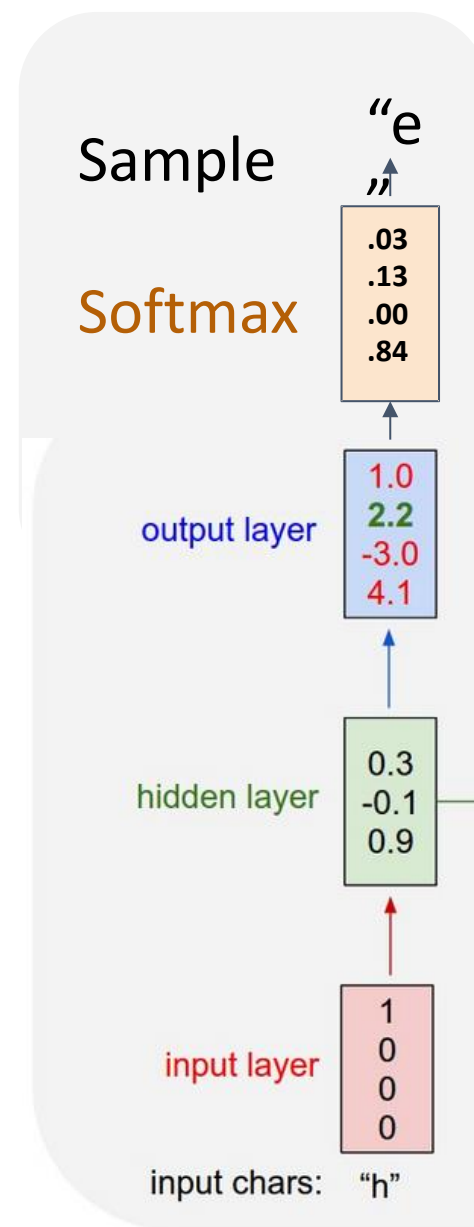 “e
”
Sample
.03
.13
.00
.84
Softmax
1.0
2.2
-3.0
4.1
output layer
0.3
-0.1
0.9
hidden layer
1
0
0
0
input layer
input chars: “h”